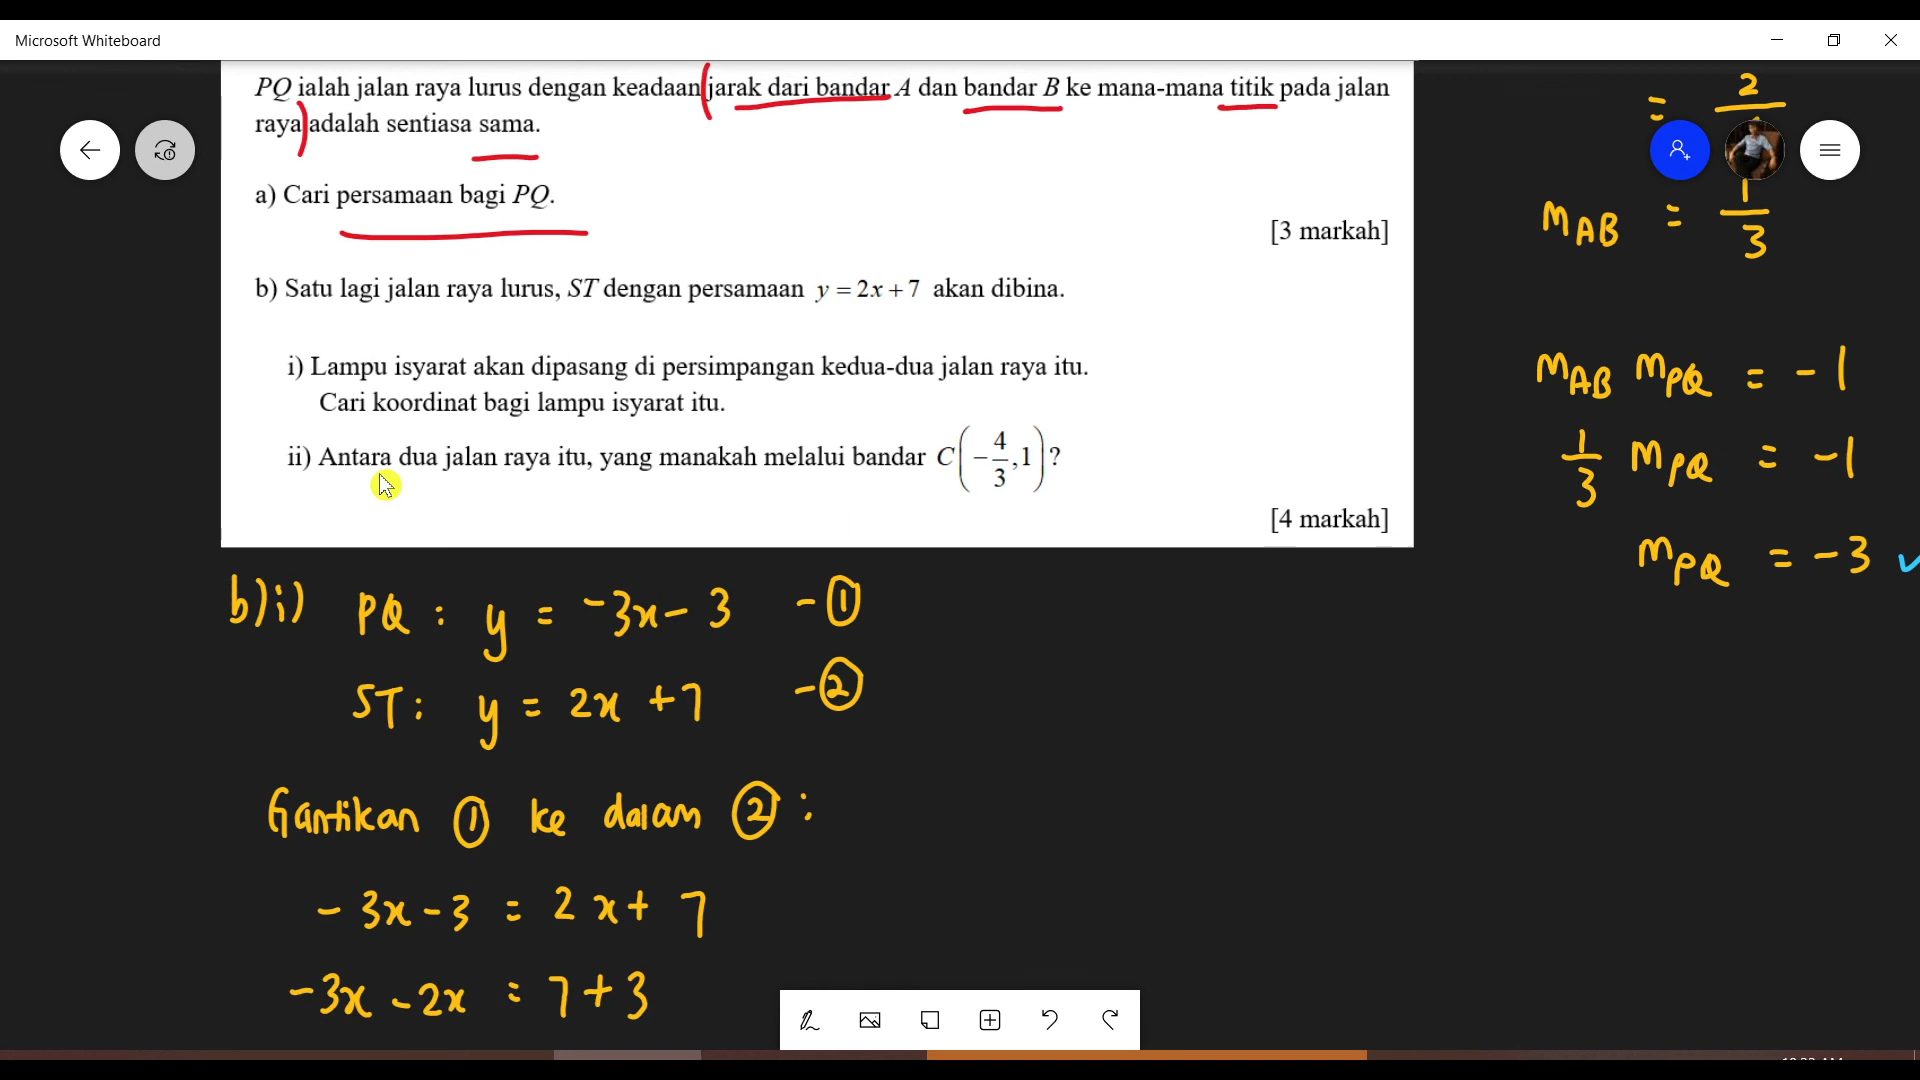 Microsoft Whiteboard
PQ ialah jalan raya lurus dengan keadaan jarak dari bandar A dan bandar B ke mana-mana titik pada jalan
raya adalah sentiasa sama.
a) Cari persamaan bagi PQ.
[3 markah]
b) Satu lagi jalan raya lurus, ST dengan persamaan y = 2x + 7 akan dibina.
i) Lampu isyarat akan dipasang di persimpangan kedua-dua jalan raya itu.
Cari koordinat bagi lampu isyarat itu.
ii) Antara dua jalan raya itu, yang manakah melalui bandar C(-4/3, 1)?
[4 markah]
b)i) PQ : y = -3x - 3 - ①
ST : y = 2x + 7 - ②
Gantikan ① ke dalam ② :
-3x - 3 = 2x + 7
-3x - 2x = 7 + 3
= 2
m_AB = 1/3
m_AB m_PQ = -1
1/3 m_PQ = -1
m_PQ = -3